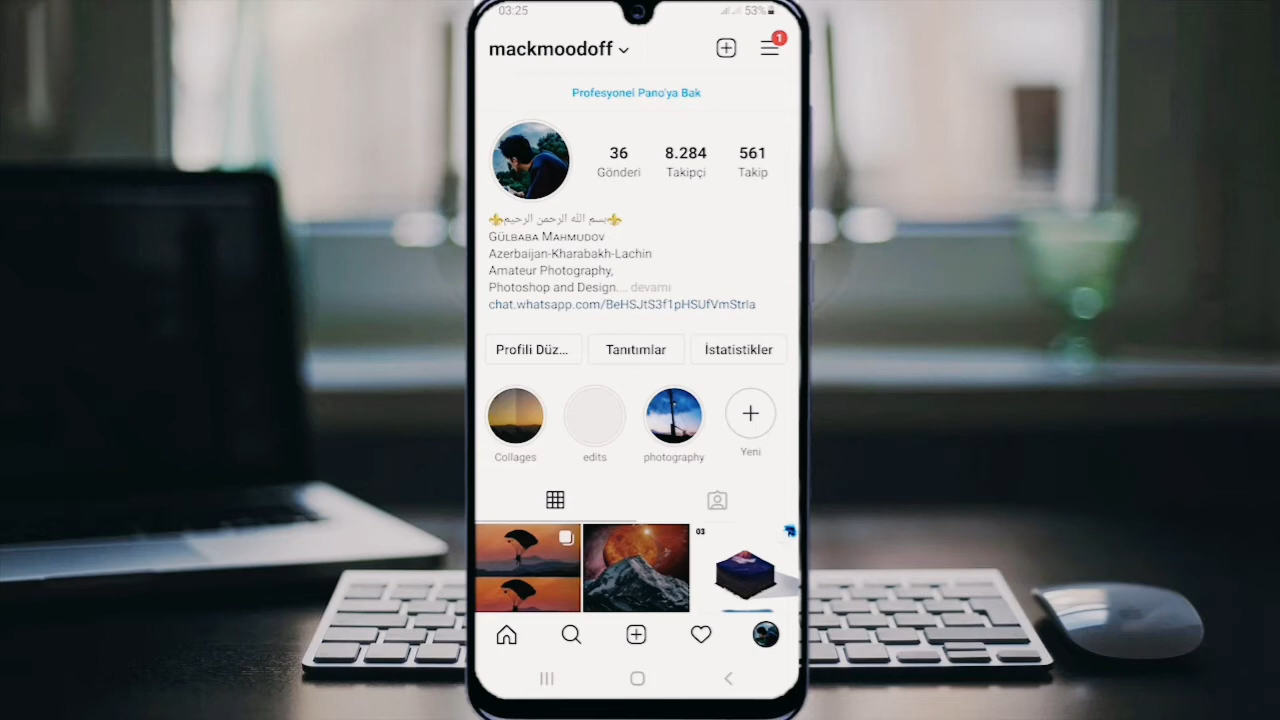 03:25
53%
mackmoodoff
1
Profesyonel Pano'ya Bak
36
8.284
561
Gönderi
Takipçi
Takip
بسم الله الرحمن الرحيم
Gülbaba Mahmudov
Azerbaijan-Kharabakh-Lachin
Amateur Photography,
Photoshop and Design.... devamı
chat.whatsapp.com/BeHSJtS3f1pHSUfVmStrIa
Profili Düz...
Tanıtımlar
İstatistikler
Collages
edits
photography
Yeni
03